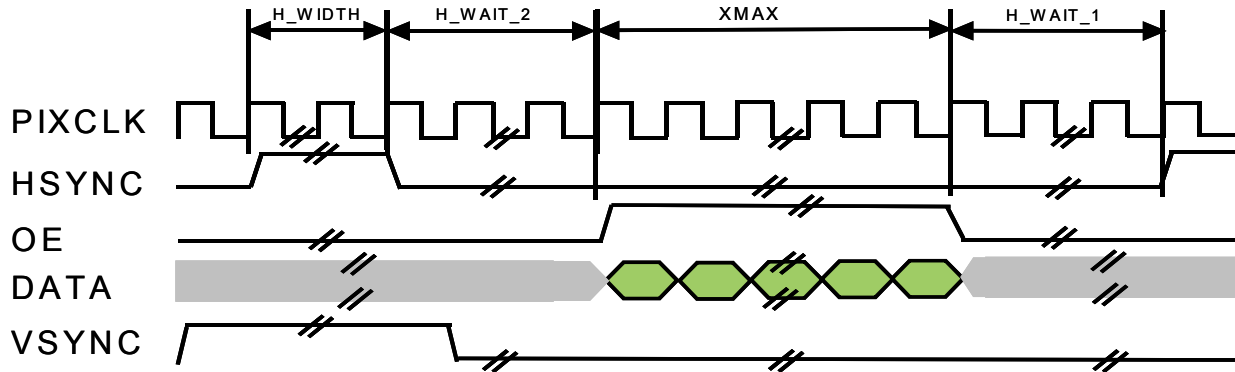 H_WIDTH H_WAIT_2 XMAX H_WAIT_1
PIXCLK
HSYNC
OE
DATA
VSYNC